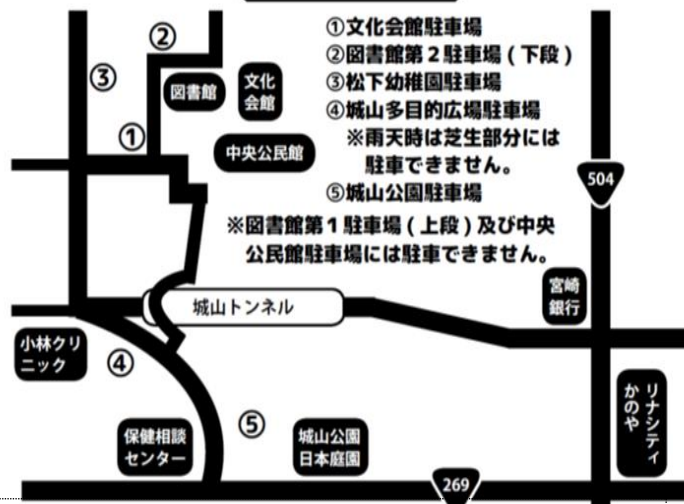 ①文化会館駐車場
②図書館第２駐車場(下段)
③松下幼稚園駐車場
④城山多目的広場駐車場
※雨天時は芝生部分には
駐車できません。
⑤城山公園駐車場
※図書館第１駐車場(上段)及び中央
公民館駐車場には駐車できません。
②
③
図書館
文化
会館
①
中央公民館
504
城山トンネル
宮崎
銀行
小林クリ
ニック
④
⑤
保健相談
センター
城山公園
日本庭園
リナシティ
かのや
269